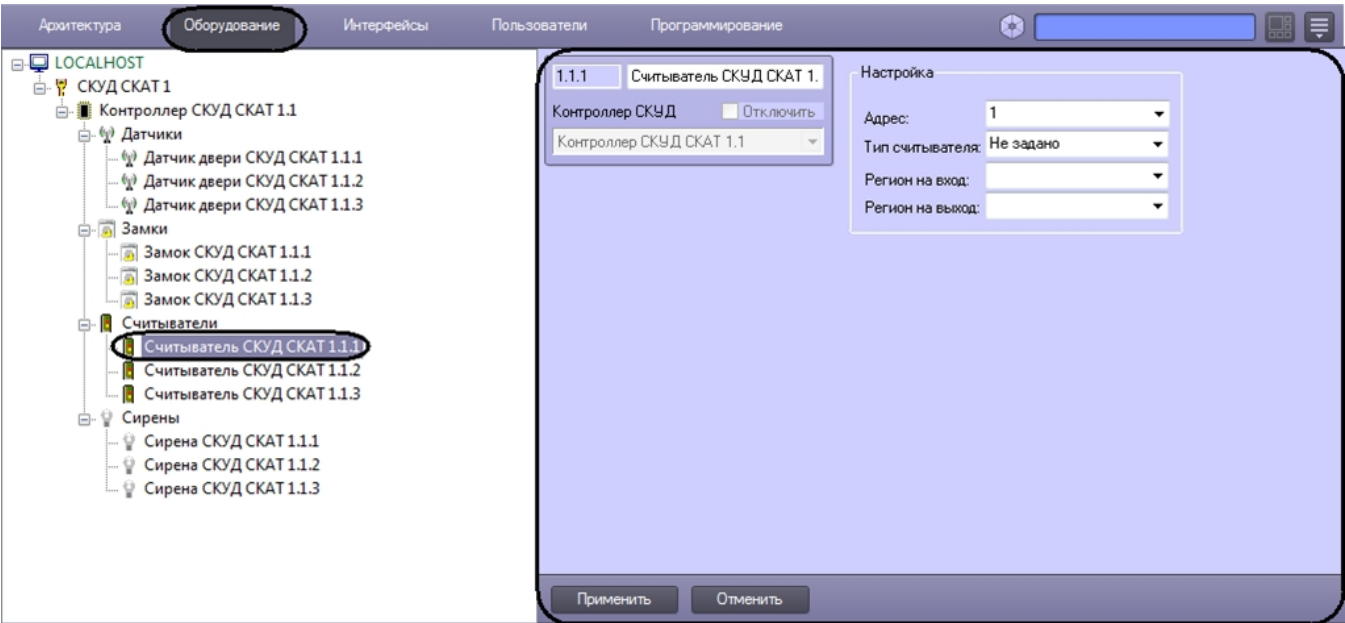 Архитектура Оборудование Интерфейсы Пользователи Программирование
LOCALHOST
СКУД СКАТ 1
Контроллер СКУД СКАТ 1.1
Датчики
Датчик двери СКУД СКАТ 1.1.1
Датчик двери СКУД СКАТ 1.1.2
Датчик двери СКУД СКАТ 1.1.3
Замки
Замок СКУД СКАТ 1.1.1
Замок СКУД СКАТ 1.1.2
Замок СКУД СКАТ 1.1.3
Считыватели
Считыватель СКУД СКАТ 1.1.1
Считыватель СКУД СКАТ 1.1.2
Считыватель СКУД СКАТ 1.1.3
Сирены
Сирена СКУД СКАТ 1.1.1
Сирена СКУД СКАТ 1.1.2
Сирена СКУД СКАТ 1.1.3
1.1.1 Считыватель СКУД СКАТ 1.
Контроллер СКУД Отключить
Контроллер СКУД СКАТ 1.1
Настройка
Адрес: 1
Тип считывателя: Не задано
Регион на вход:
Регион на выход:
Применить Отменить